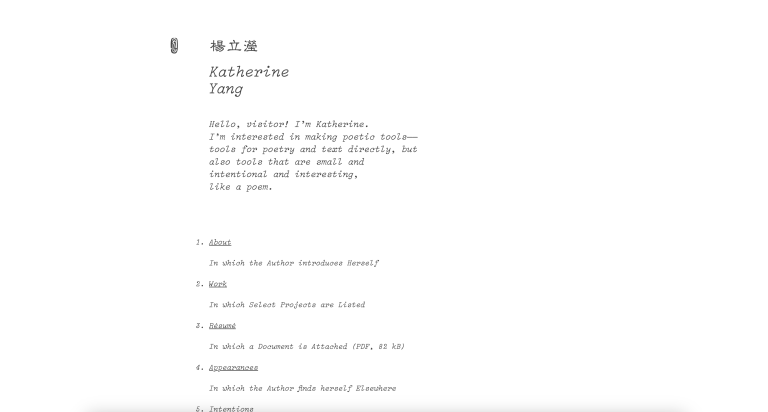 楊立瀅
Katherine
Yang
Hello, visitor! I'm Katherine.
I'm interested in making poetic tools—
tools for poetry and text directly, but
also tools that are small and
intentional and interesting,
like a poem.
1. About
In which the Author introduces Herself
2. Work
In which Select Projects are Listed
3. Résumé
In which a Document is Attached (PDF, 82 kB)
4. Appearances
In which the Author finds herself Elsewhere
5. Intentions